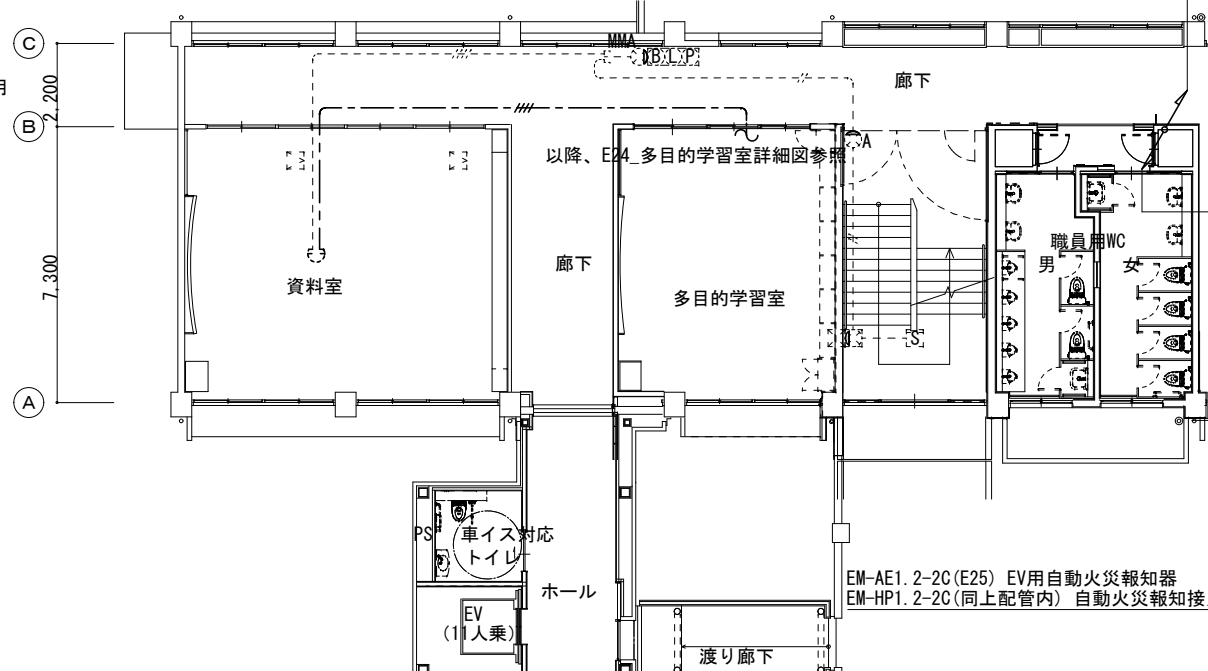 C
用
2,200
MMA
B L P
廊下
B
A
以降、E24_多目的学習室詳細図参照
職員用WC
男
女
廊下
7,300
資料室
多目的学習室
S
A
PS
車イス対応
トイレ
EM-AE1.2-2C(E25) EV用自動火災報知器
EM-HP1.2-2C(同上配管内) 自動火災報知接
ホール
EV
(11人乗)
渡り廊下